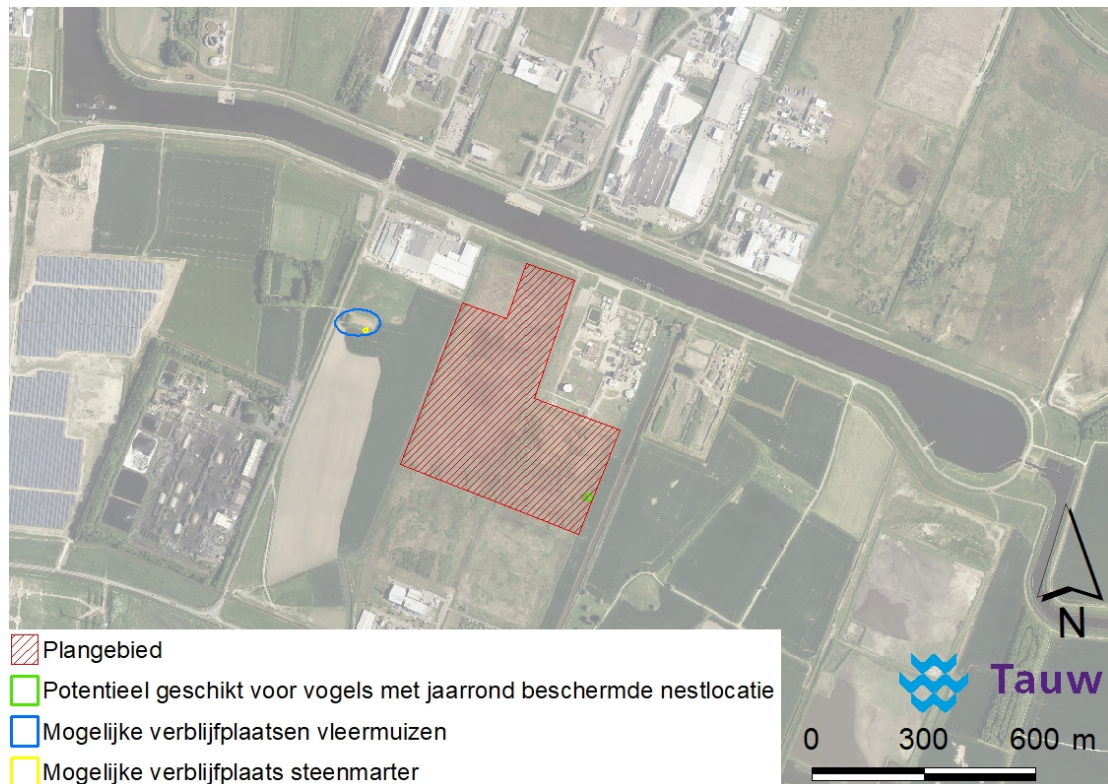 Plangebied
Potentieel geschikt voor vogels met jaarrond beschermde nestlocatie
Mogelijke verblijfplaatsen vleermuizen
Mogelijke verblijfplaats steenmarter
N
Tauw
0 300 600 m